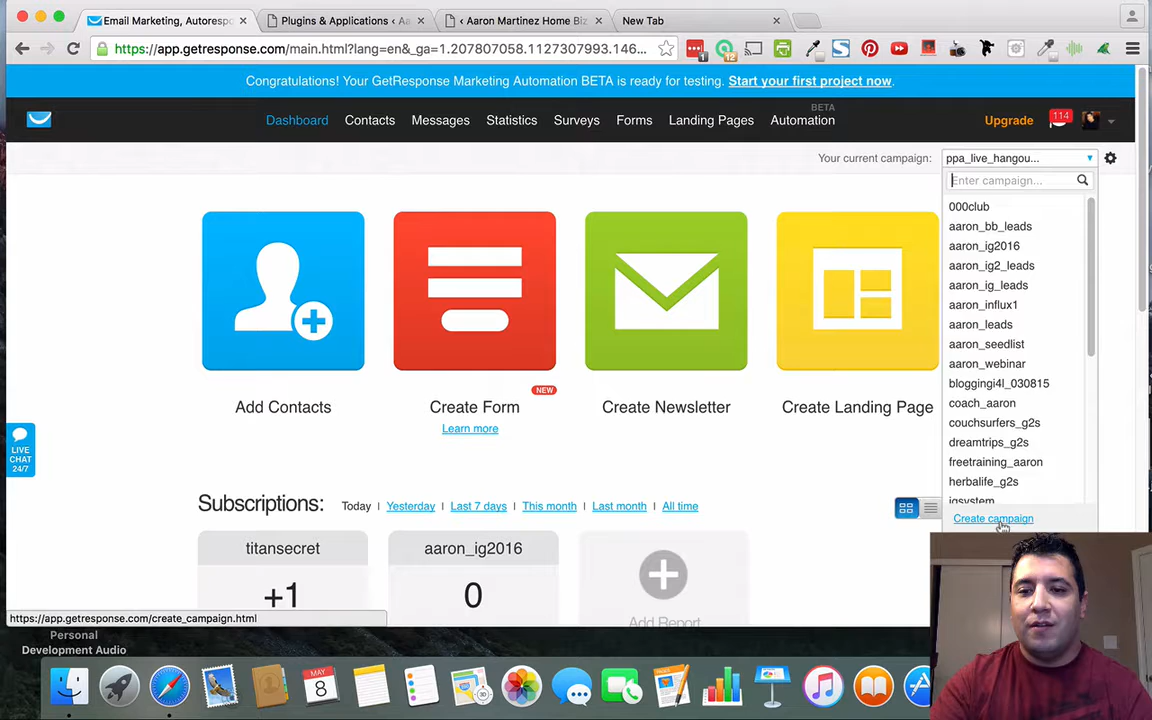 Email Marketing, Autorespo
Plugins & Applications ‹ Aa
‹ Aaron Martinez Home Biz
New Tab
https://app.getresponse.com/main.html?lang=en&_ga=1.207807058.1127307993.146...
1
12
Congratulations! Your GetResponse Marketing Automation BETA is ready for testing. Start your first project now.
Dashboard
Contacts
Messages
Statistics
Surveys
Forms
Landing Pages
BETA
Automation
Upgrade
114
Your current campaign:
ppa_live_hangou...
Enter campaign...
000club
aaron_bb_leads
aaron_ig2016
aaron_ig2_leads
aaron_ig_leads
aaron_influx1
aaron_leads
aaron_seedlist
aaron_webinar
bloggingi4l_030815
coach_aaron
couchsurfers_g2s
dreamtrips_g2s
freetraining_aaron
herbalife_g2s
igsystem
Create campaign
Add Contacts
Create Form
NEW
Learn more
Create Newsletter
Create Landing Page
LIVE
CHAT
24/7
Subscriptions:
Today
Yesterday
Last 7 days
This month
Last month
All time
titansecret
+1
aaron_ig2016
0
Add Report
https://app.getresponse.com/create_campaign.html
Personal
Development Audio
MAY
8